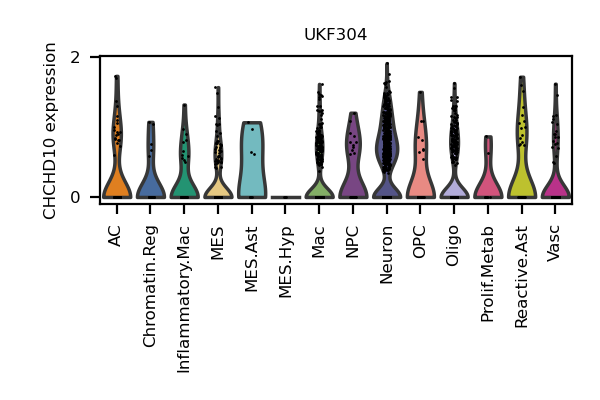 UKF304
CHCHD10 expression
2
0
AC
Chromatin.Reg
Inflammatory.Mac
MES
MES.Ast
MES.Hyp
Mac
NPC
Neuron
OPC
Oligo
Prolif.Metab
Reactive.Ast
Vasc